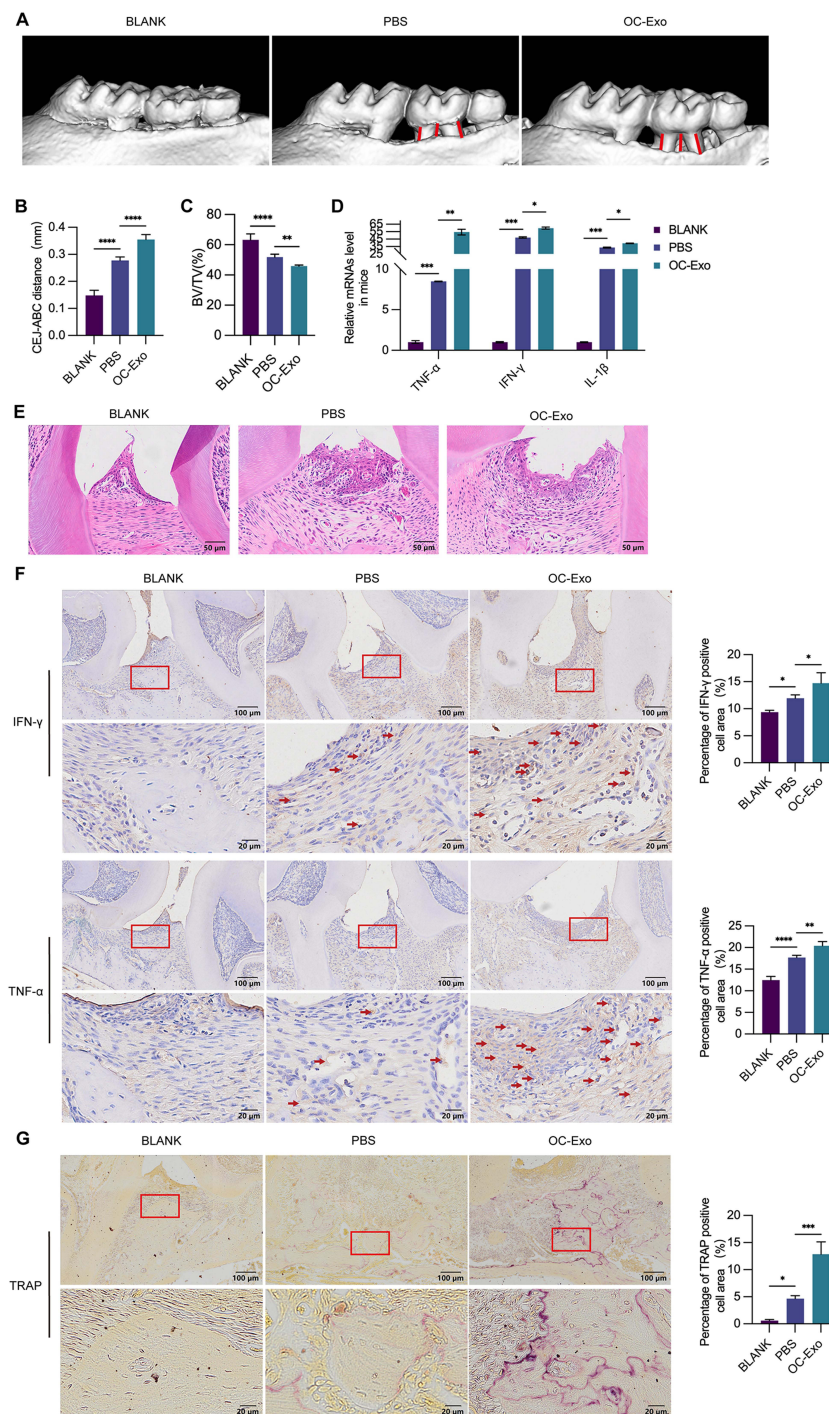 A
BLANK
PBS
OC-Exo
B
CEJ-ABC distance (mm)
0.4
0.3
0.2
0.1
0.0
****
****
BLANK
PBS
OC-Exo
C
BV/TV(%)
80
60
40
20
0
****
**
BLANK
PBS
OC-Exo
D
Relative mRNAs level
in mice
65
55
45
35
25
10
5
0
***
**
***
*
***
*
TNF-α
IFN-γ
IL-1β
BLANK
PBS
OC-Exo
E
BLANK
PBS
OC-Exo
50 μm
50 μm
50 μm
F
BLANK
PBS
OC-Exo
IFN-γ
100 μm
100 μm
100 μm
20 μm
20 μm
20 μm
Percentage of IFN-γ positive
cell area (%)
20
15
10
5
0
*
*
BLANK
PBS
OC-Exo
TNF-α
100 μm
100 μm
100 μm
20 μm
20 μm
20 μm
Percentage of TNF-α positive
cell area (%)
25
20
15
10
5
0
****
**
BLANK
PBS
OC-Exo
G
BLANK
PBS
OC-Exo
TRAP
100 μm
100 μm
100 μm
20 μm
20 μm
20 μm
Percentage of TRAP positive
cell area (%)
20
15
10
5
0
*
***
BLANK
PBS
OC-Exo